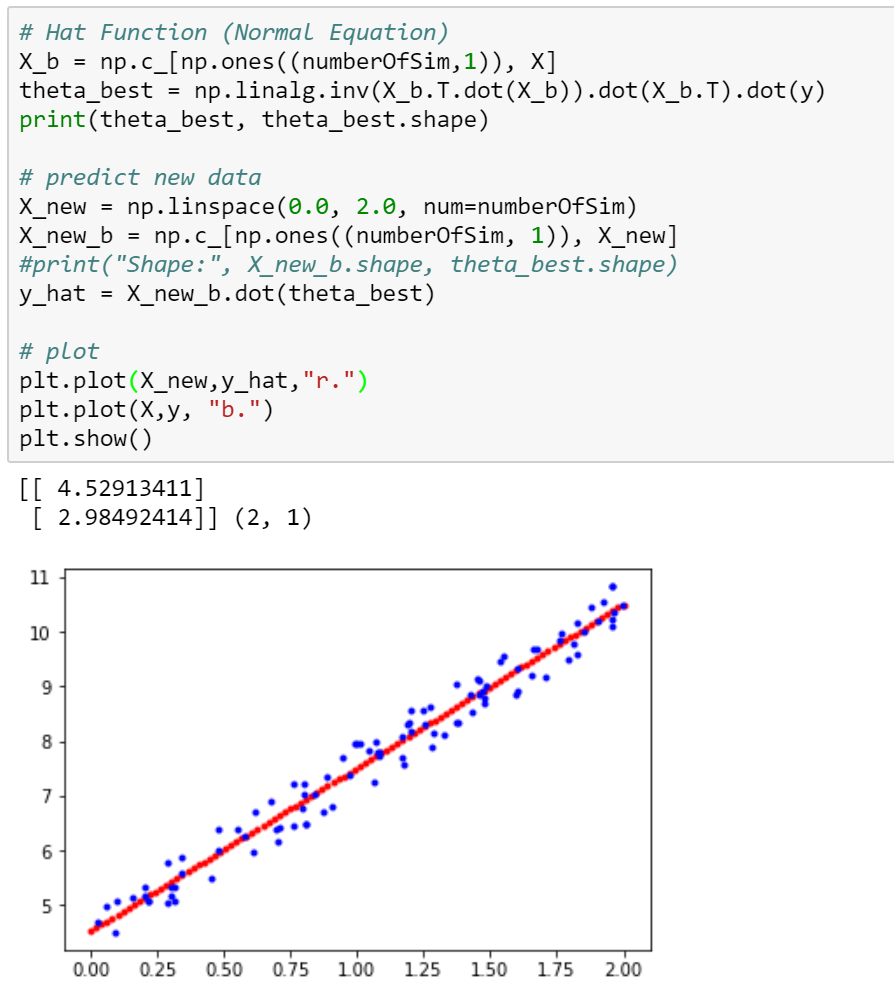 # Hat Function (Normal Equation)
X_b = np.c_[np.ones((numberOfSim,1)), X]
theta_best = np.linalg.inv(X_b.T.dot(X_b)).dot(X_b.T).dot(y)
print(theta_best, theta_best.shape)
# predict new data
X_new = np.linspace(0.0, 2.0, num=numberOfSim)
X_new_b = np.c_[np.ones((numberOfSim, 1)), X_new]
#print("Shape:", X_new_b.shape, theta_best.shape)
y_hat = X_new_b.dot(theta_best)
# plot
plt.plot(X_new,y_hat,"r.")
plt.plot(X,y, "b.")
plt.show()
[[ 4.52913411]
[ 2.98492414]] (2, 1)
11
10
9
8
7
6
5
0.00 0.25 0.50 0.75 1.00 1.25 1.50 1.75 2.00